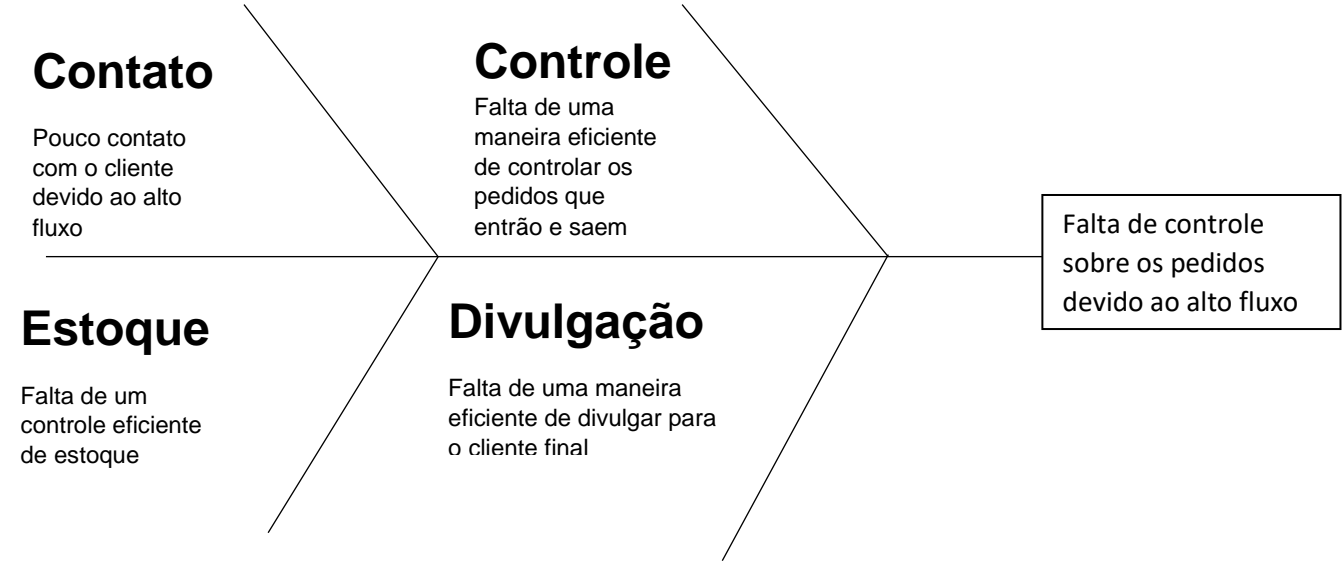 Contato
Pouco contato
com o cliente
devido ao alto
fluxo
Controle
Falta de uma
maneira eficiente
de controlar os
pedidos que
entrão e saem
Estoque
Falta de um
controle eficiente
de estoque
Divulgação
Falta de uma maneira
eficiente de divulgar para
o cliente final
Falta de controle
sobre os pedidos
devido ao alto fluxo